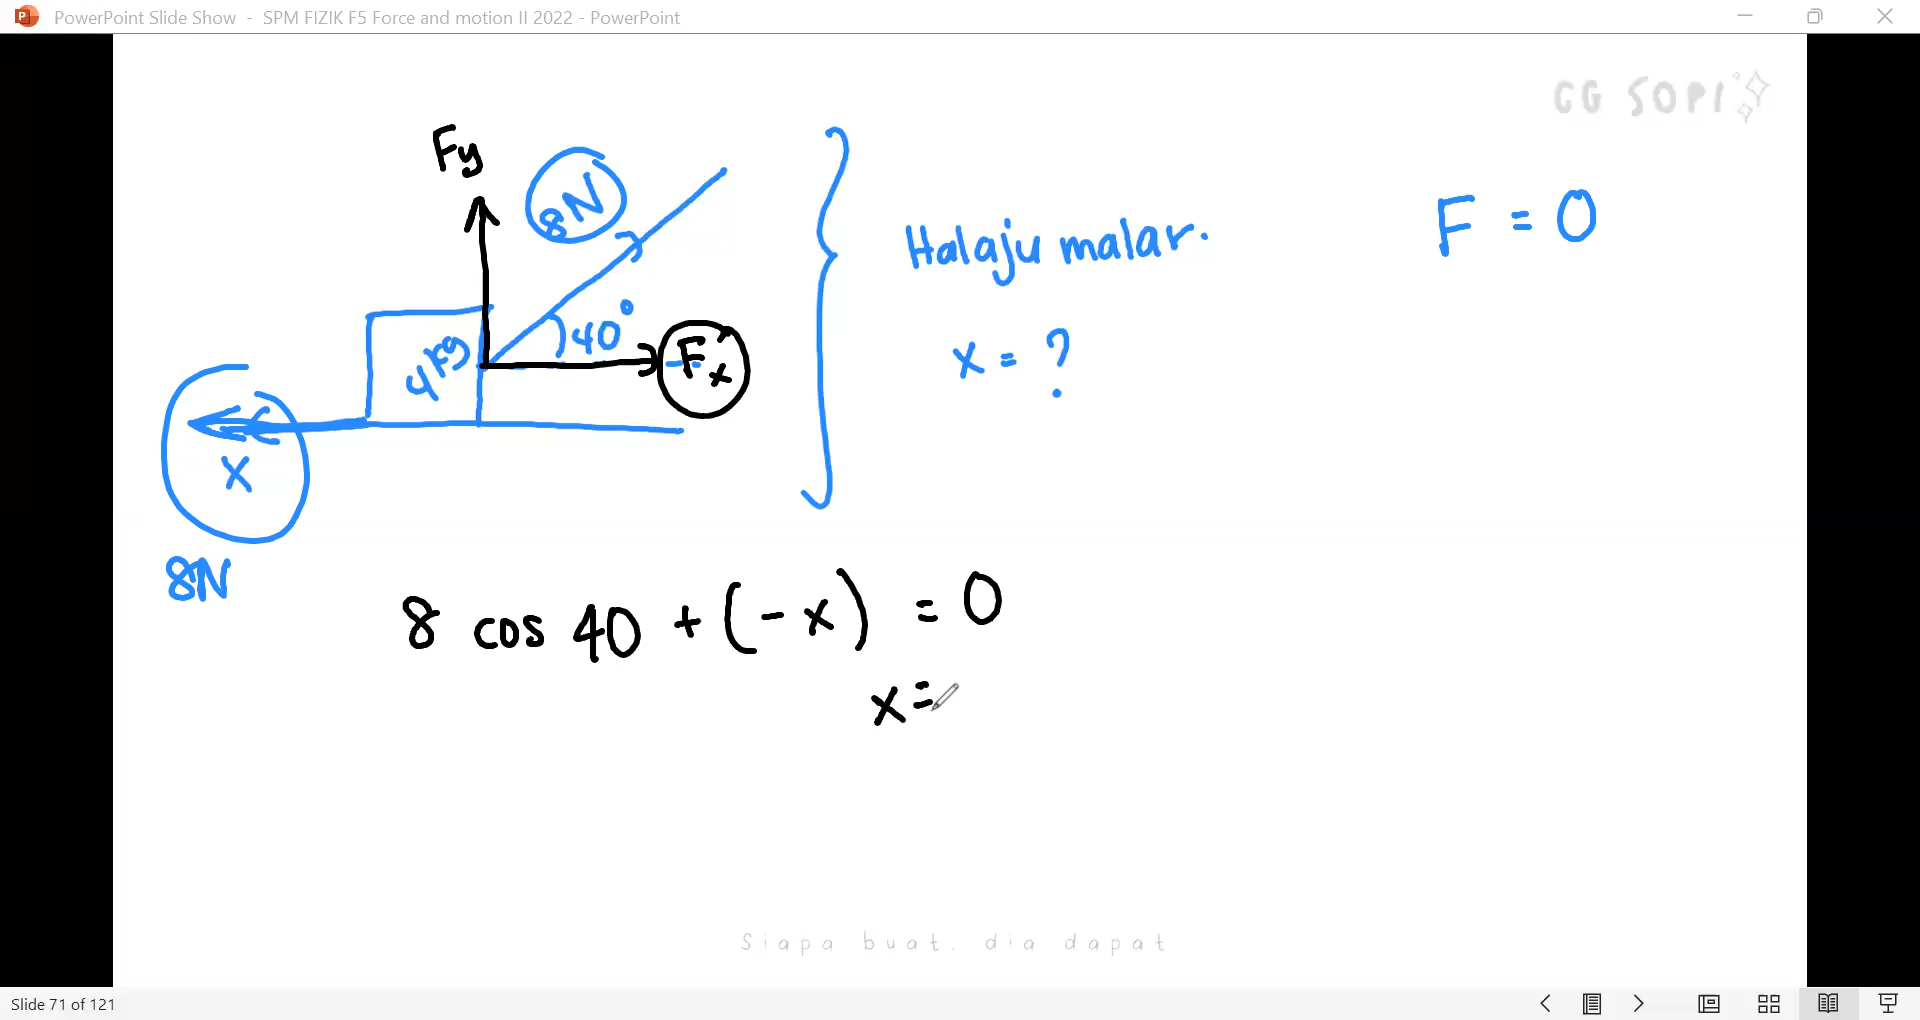 PowerPoint Slide Show - SPM FIZIK F5 Force and motion II 2022 - PowerPoint
CG SOPI
Fy
8N
F = 0
Halaju malar.
40°
4kg
Fx
x = ?
x
8N
8 cos 40 + (-x) = 0
x =
Siapa buat. dia dapat
Slide 71 of 121